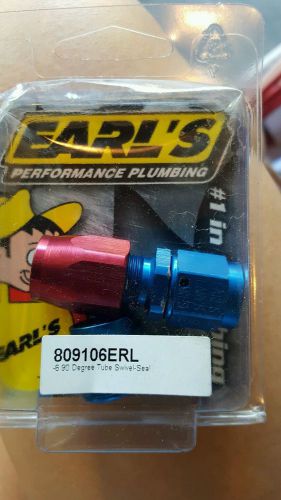 EARL'S
PERFORMANCE PLUMBING
#1 in
EARL'S
809106ERL
-6 90 Degree Tube Swivel-Seal